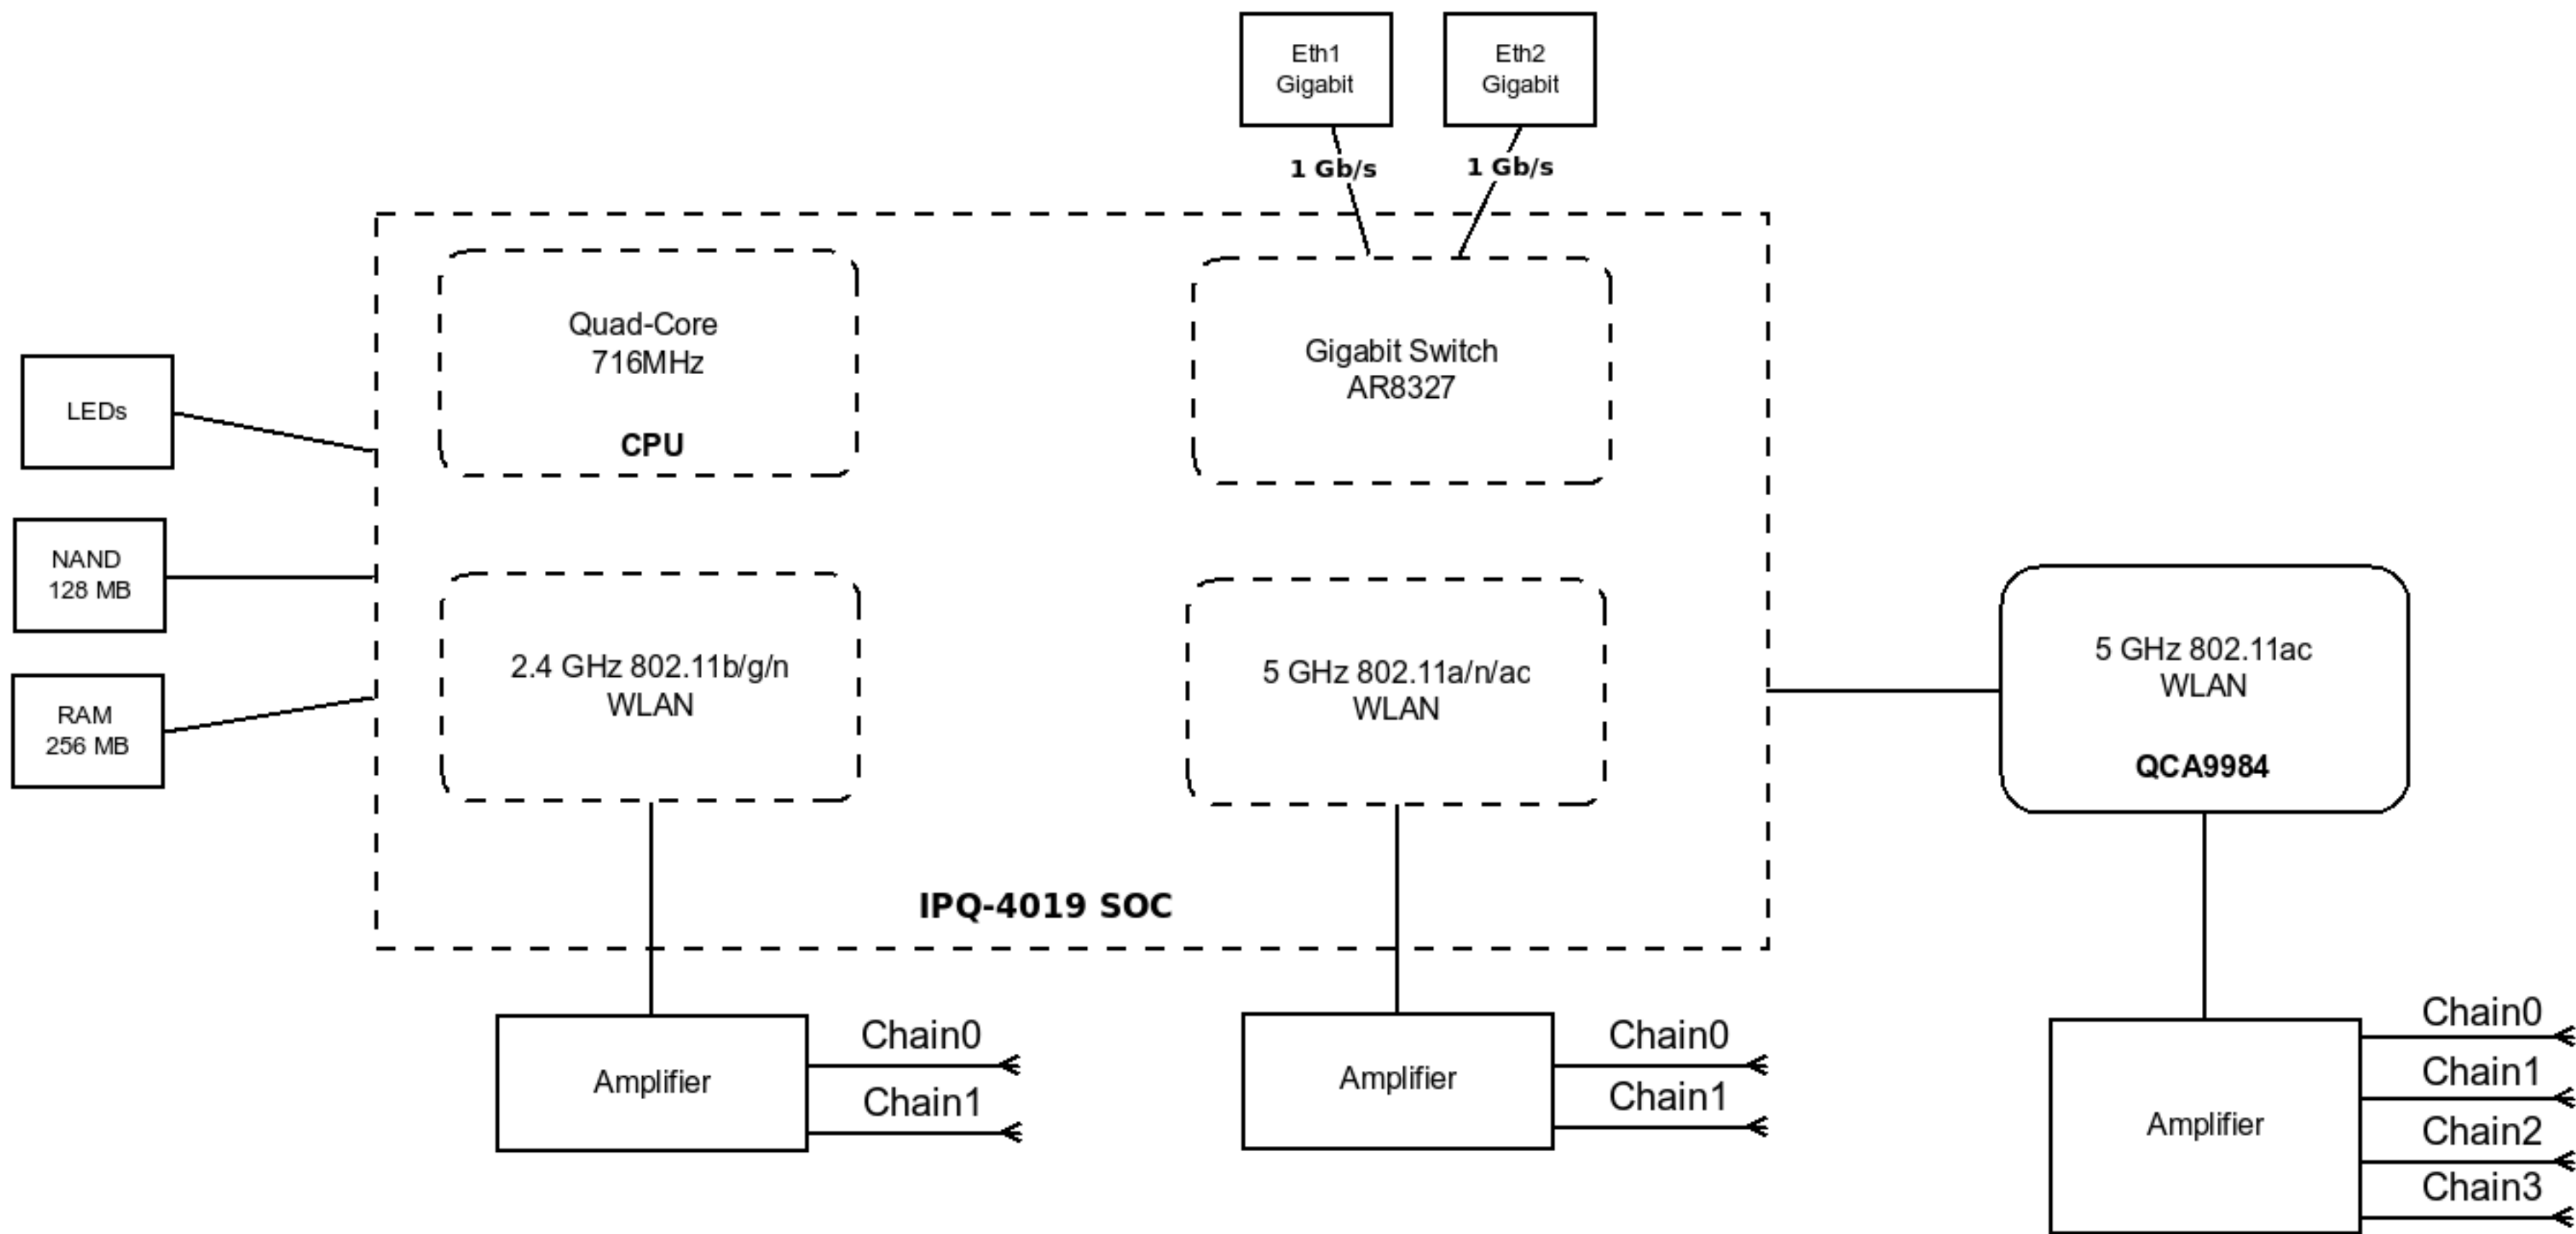 Eth1
Gigabit
Eth2
Gigabit
1 Gb/s
1 Gb/s
Quad-Core
716MHz
CPU
Gigabit Switch
AR8327
LEDs
NAND
128 MB
RAM
256 MB
2.4 GHz 802.11b/g/n
WLAN
5 GHz 802.11a/n/ac
WLAN
5 GHz 802.11ac
WLAN
QCA9984
IPQ-4019 SOC
Amplifier
Chain0
Chain1
Amplifier
Chain0
Chain1
Amplifier
Chain0
Chain1
Chain2
Chain3